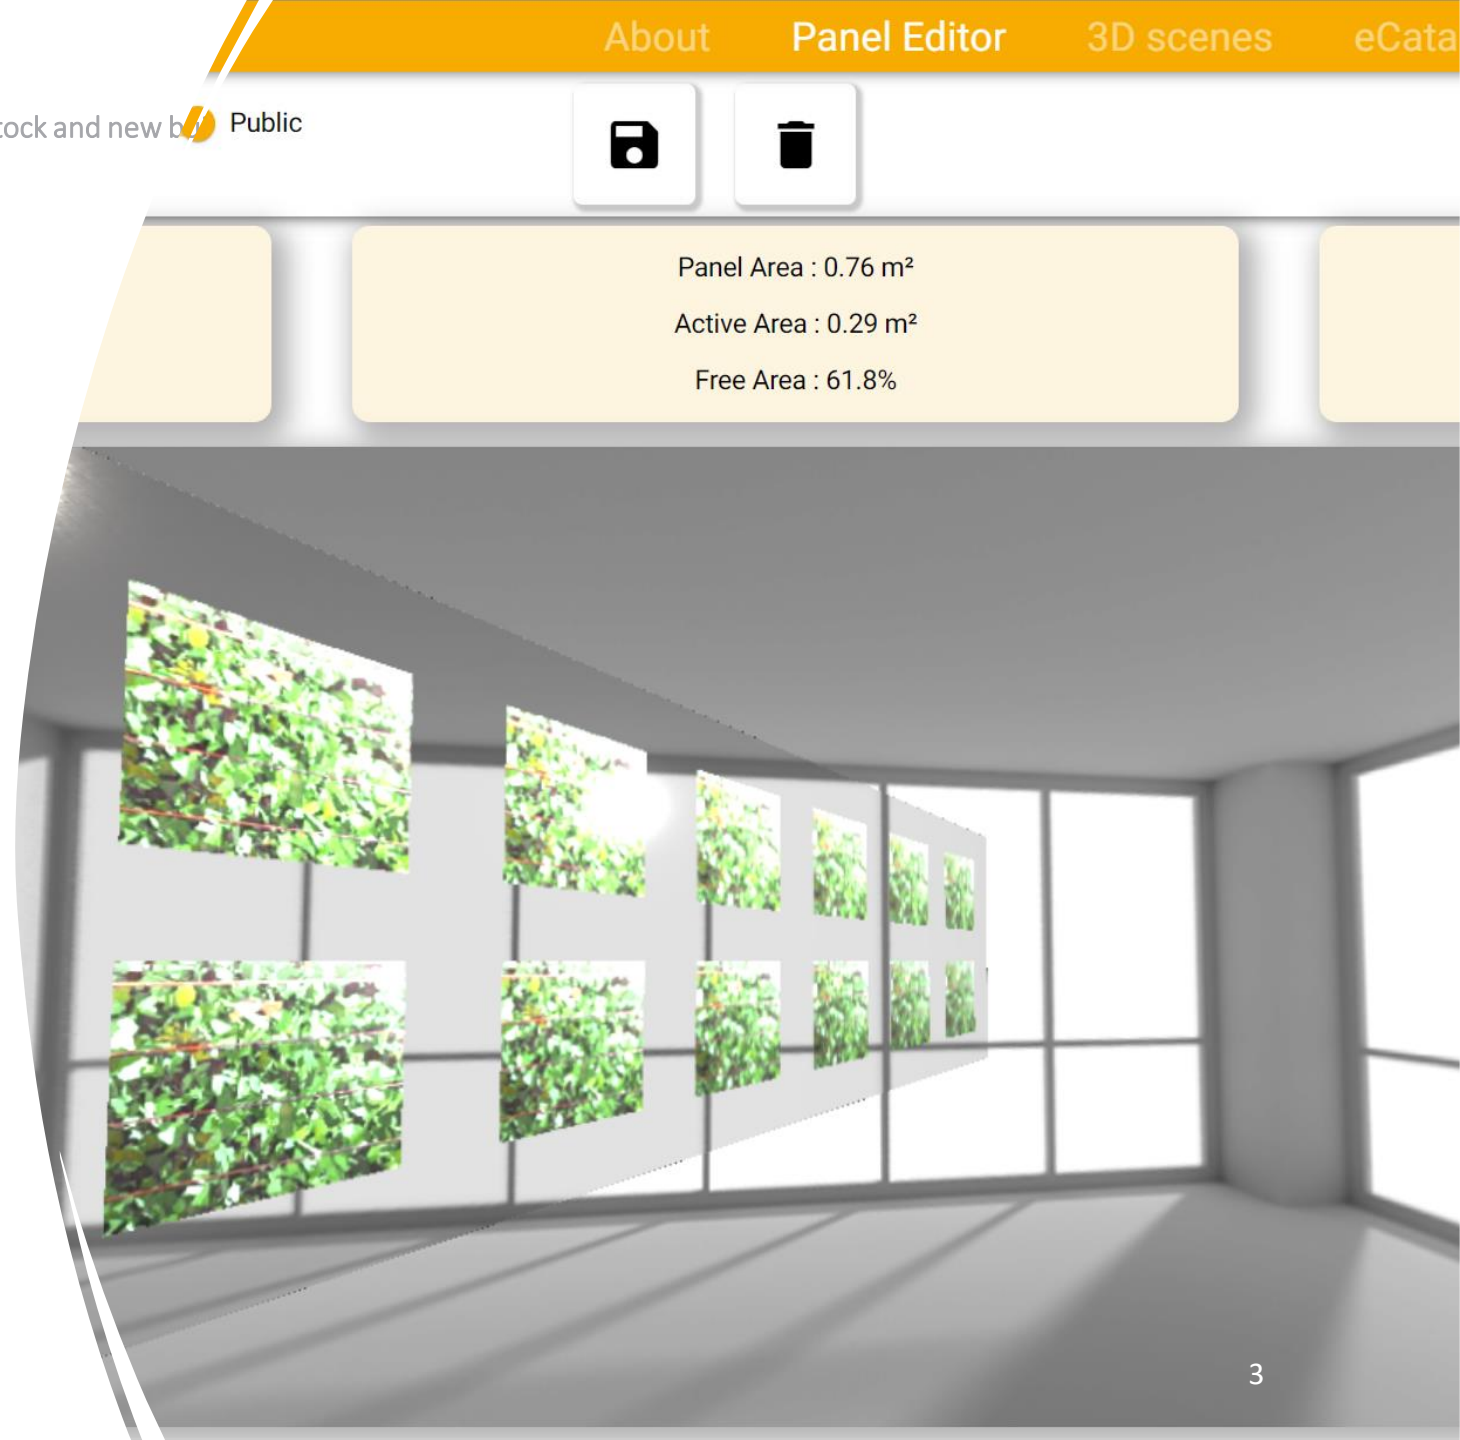 About Panel Editor 3D scenes eCata
tock and new
Public
Panel Area : 0.76 m²
Active Area : 0.29 m²
Free Area : 61.8%
3